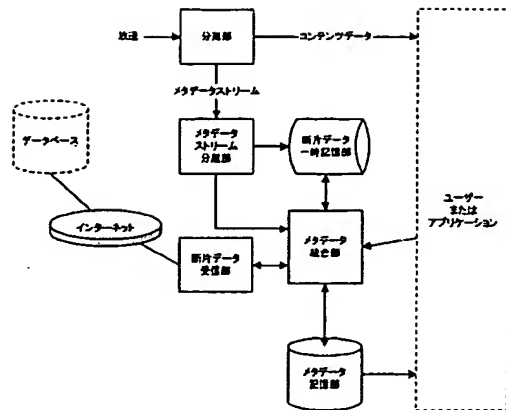 放送
分離部
コンテンツデータ
メタデータストリーム
データベース
メタデータ
ストリーム
分離部
断片データ
一時記憶部
ユーザー
または
アプリケーション
インターネット
断片データ
受信部
メタデータ
統合部
メタデータ
記憶部